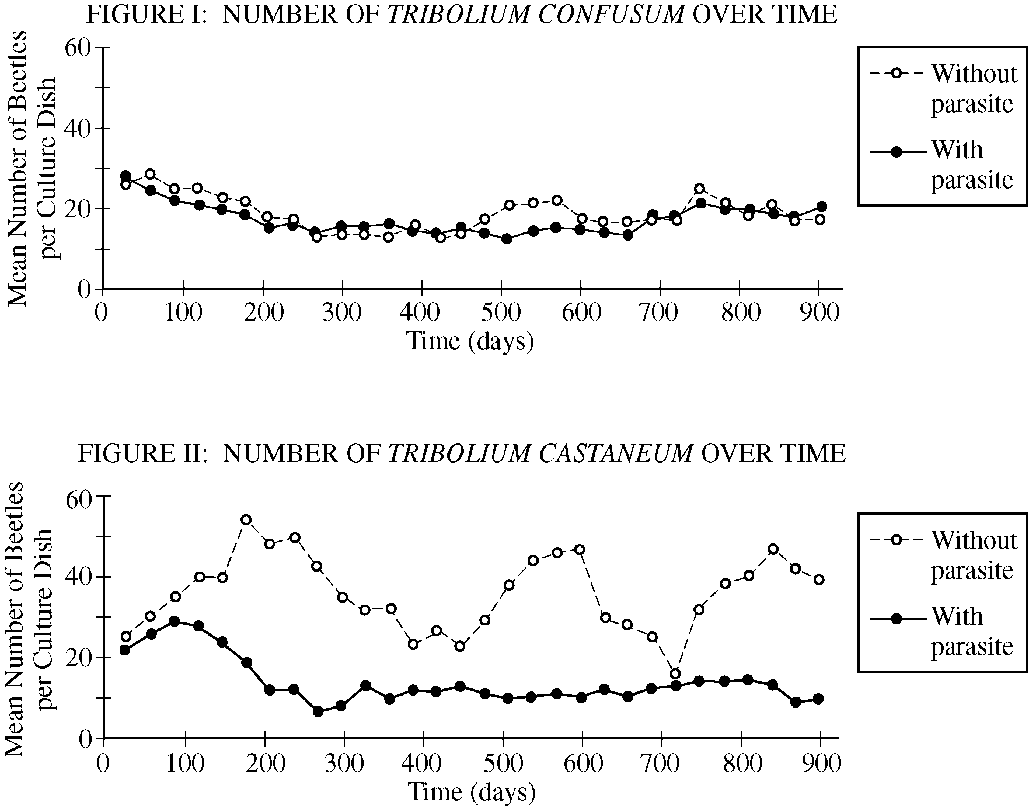 FIGURE I: NUMBER OF TRIBOLIUM CONFUSUM OVER TIME
Mean Number of Beetles
per Culture Dish
60
40
20
0
0 100 200 300 400 500 600 700 800 900
Time (days)
Without
parasite
With
parasite
FIGURE II: NUMBER OF TRIBOLIUM CASTANEUM OVER TIME
Mean Number of Beetles
per Culture Dish
60
40
20
0
0 100 200 300 400 500 600 700 800 900
Time (days)
Without
parasite
With
parasite